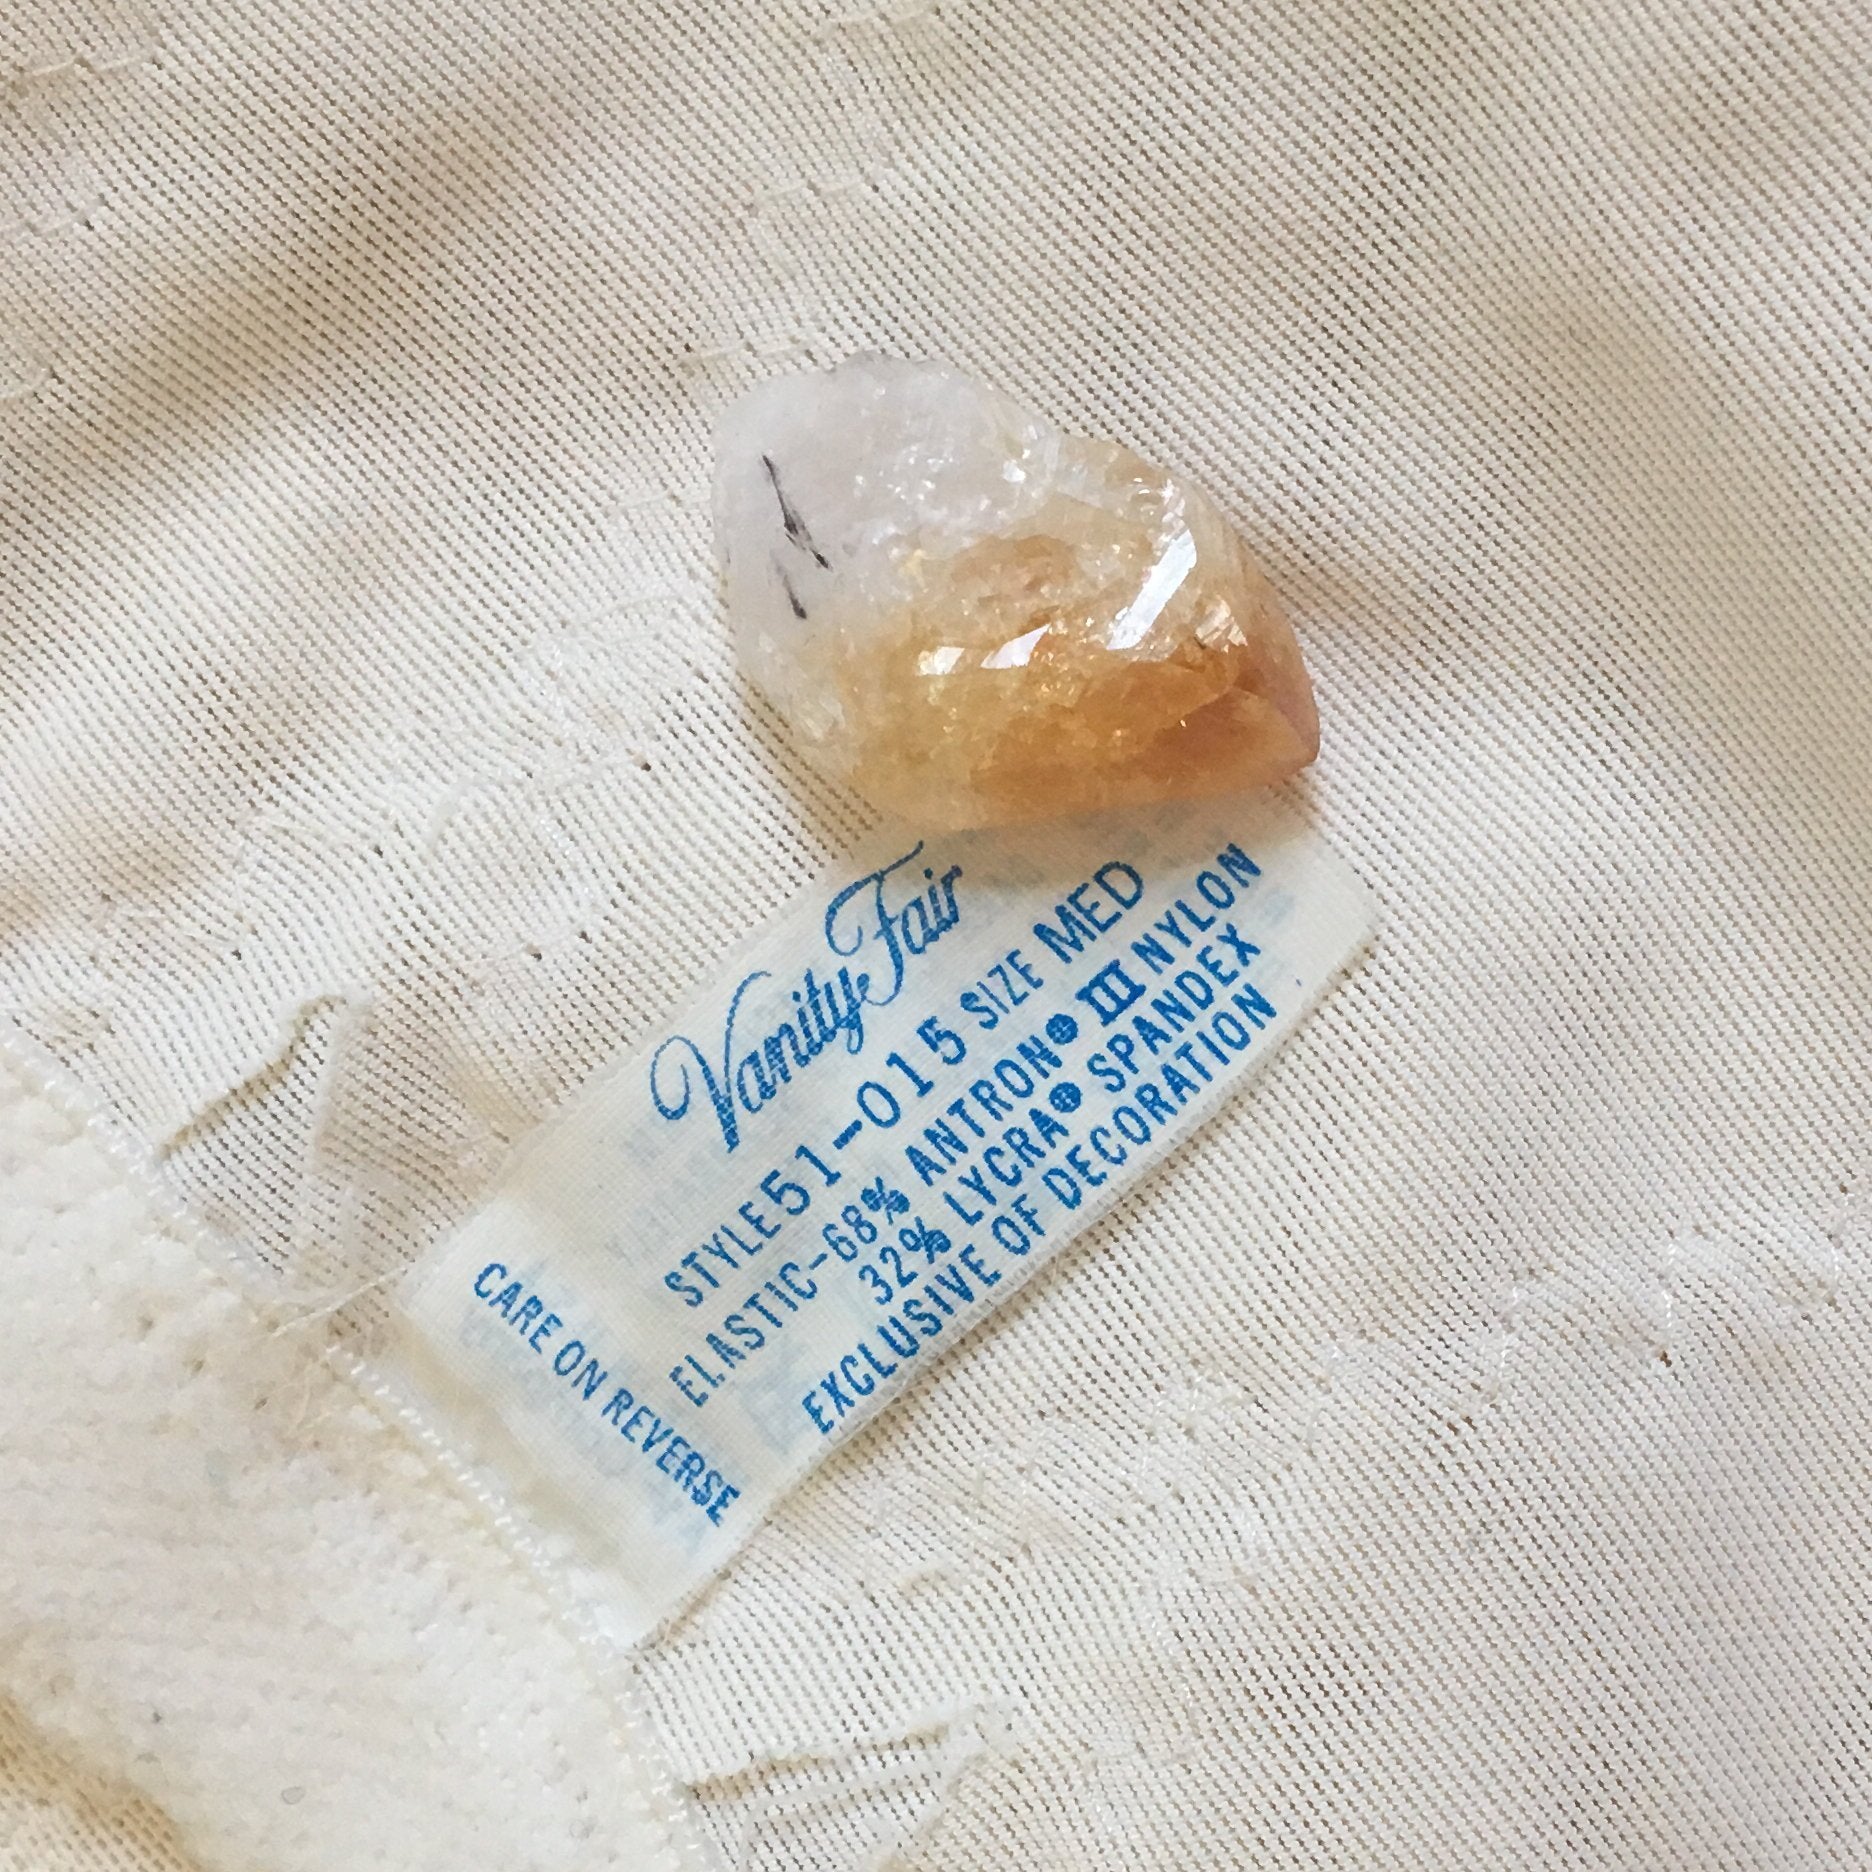 Vanity Fair
STYLE 51-015 SIZE MED
ELASTIC-68% ANTRON® III NYLON
32% LYCRA® SPANDEX
EXCLUSIVE OF DECORATION
CARE ON REVERSE